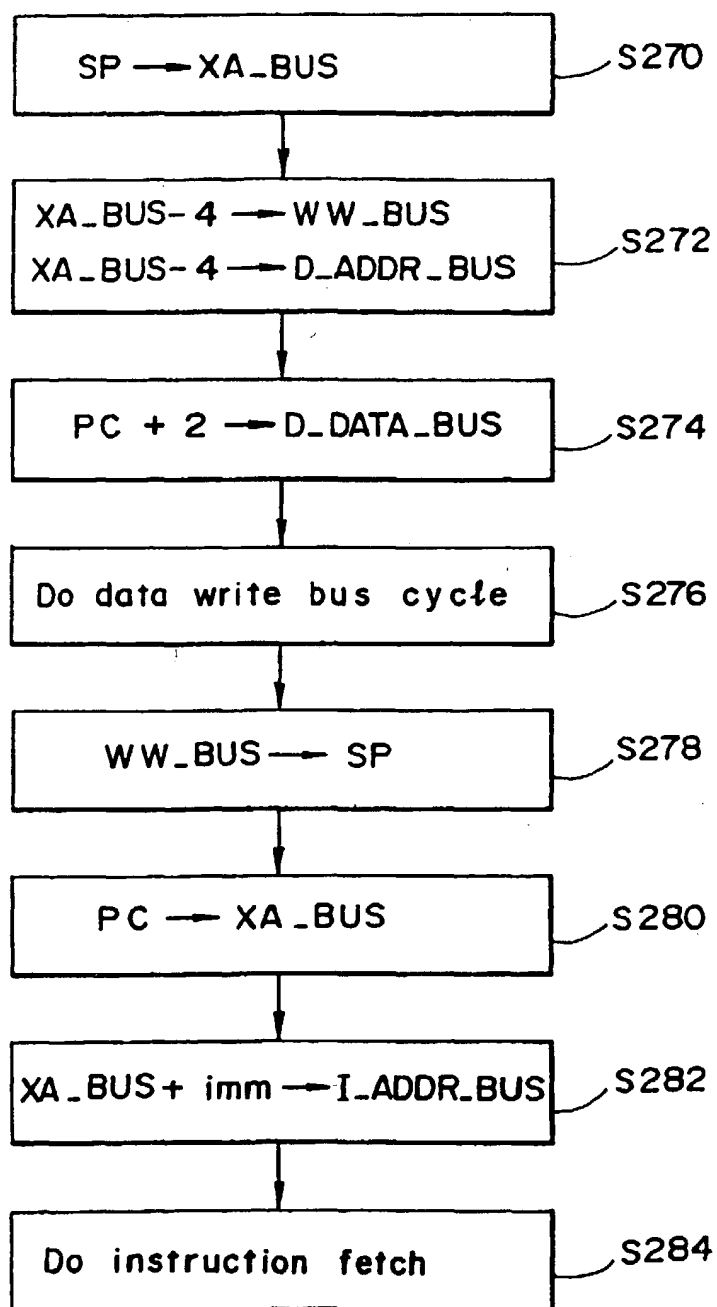 SP → XA_BUS
S270
XA_BUS-4 → WW_BUS
XA_BUS-4 → D_ADDR_BUS
S272
PC + 2 → D_DATA_BUS
S274
Do data write bus cycle
S276
WW_BUS → SP
S278
PC → XA_BUS
S280
XA_BUS + imm → I_ADDR_BUS
S282
Do instruction fetch
S284